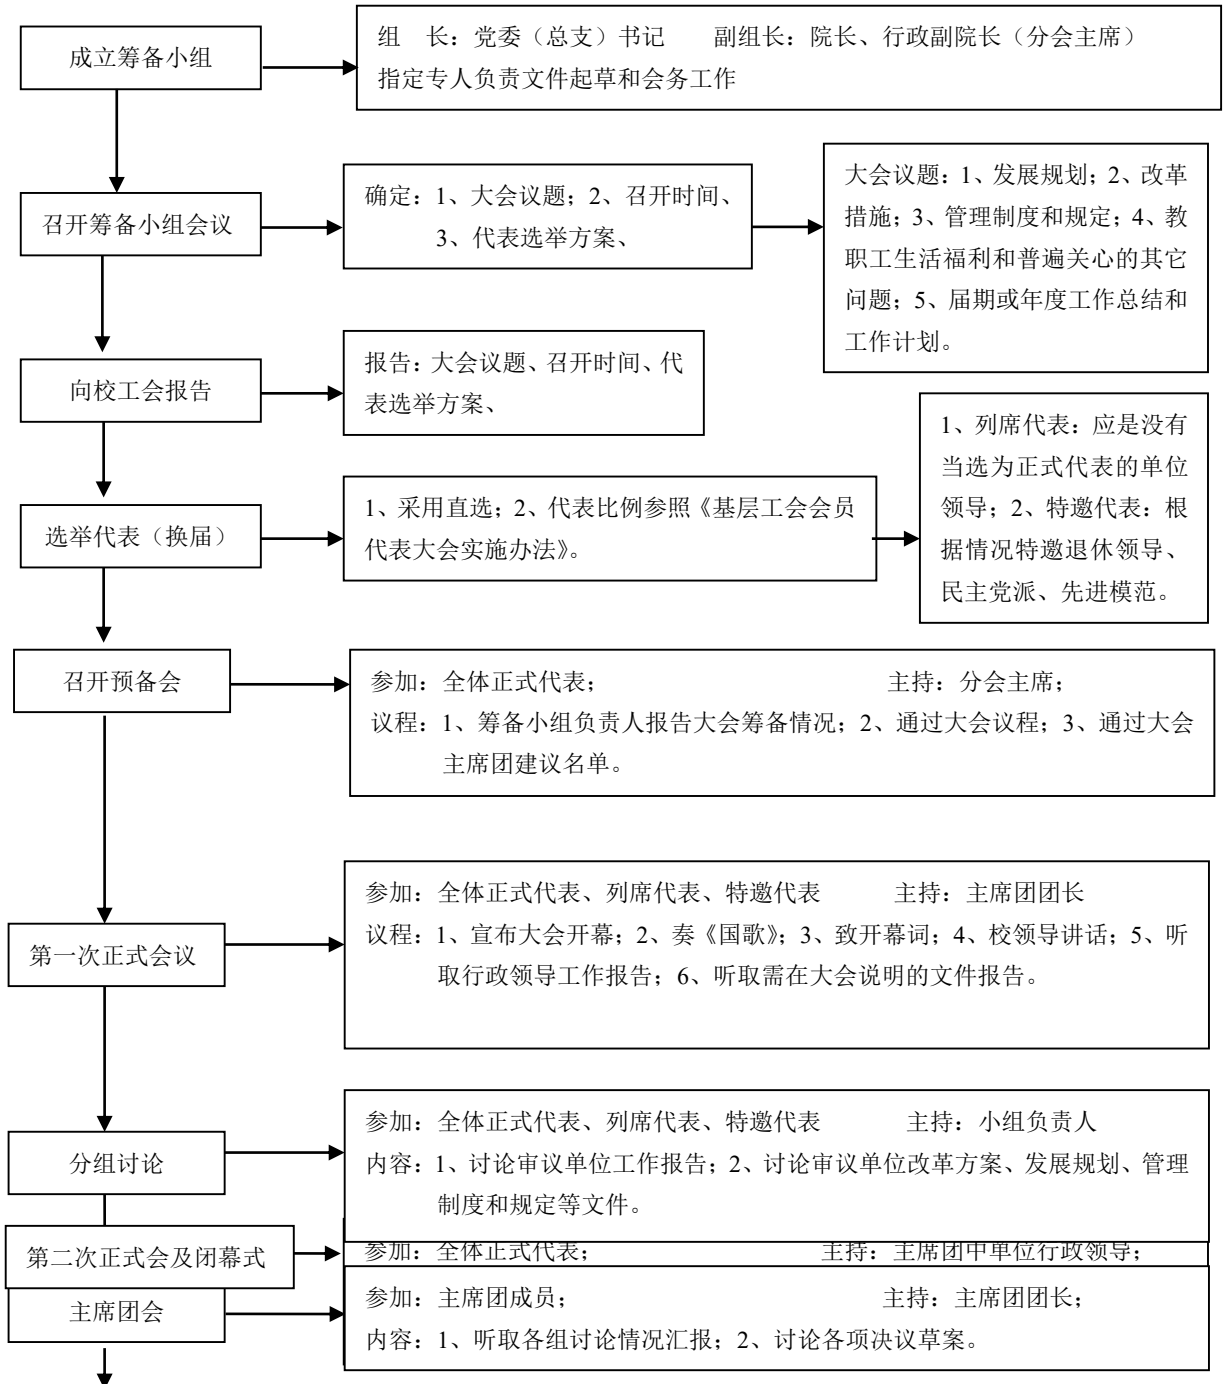 成立筹备小组
组 长：党委（总支）书记 副组长：院长、行政副院长（分会主席）
指定专人负责文件起草和会务工作
召开筹备小组会议
确定：1、大会议题；2、召开时间、
3、代表选举方案、
大会议题：1、发展规划；2、改革
措施；3、管理制度和规定；4、教
职工生活福利和普遍关心的其它
问题；5、届期或年度工作总结和
工作计划。
向校工会报告
报告：大会议题、召开时间、代
表选举方案、
选举代表（换届）
1、采用直选；2、代表比例参照《基层工会会员
代表大会实施办法》。
1、列席代表：应是没有
当选为正式代表的单位
领导；2、特邀代表：根
据情况特邀退休领导、
民主党派、先进模范。
召开预备会
参加：全体正式代表； 主持：分会主席；
议程：1、筹备小组负责人报告大会筹备情况；2、通过大会议程；3、通过大会
主席团建议名单。
第一次正式会议
参加：全体正式代表、列席代表、特邀代表 主持：主席团团长
议程：1、宣布大会开幕；2、奏《国歌》；3、致开幕词；4、校领导讲话；5、听
取行政领导工作报告；6、听取需在大会说明的文件报告。
分组讨论
参加：全体正式代表、列席代表、特邀代表 主持：小组负责人
内容：1、讨论审议单位工作报告；2、讨论审议单位改革方案、发展规划、管理
制度和规定等文件。
第二次正式会及闭幕式
参加：全体正式代表； 主持：主席团中单位行政领导；
主席团会
参加：主席团成员； 主持：主席团团长；
内容：1、听取各组讨论情况汇报；2、讨论各项决议草案。